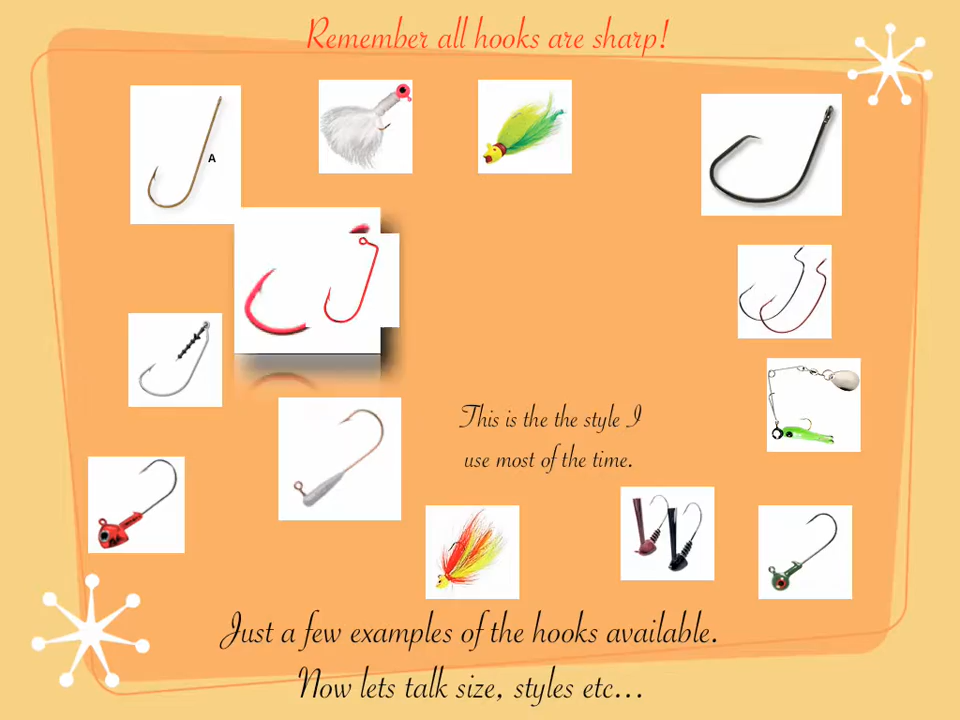 Remember all hooks are sharp!
A
This is the the style I
use most of the time.
Just a few examples of the hooks available.
Now lets talk size, styles etc...